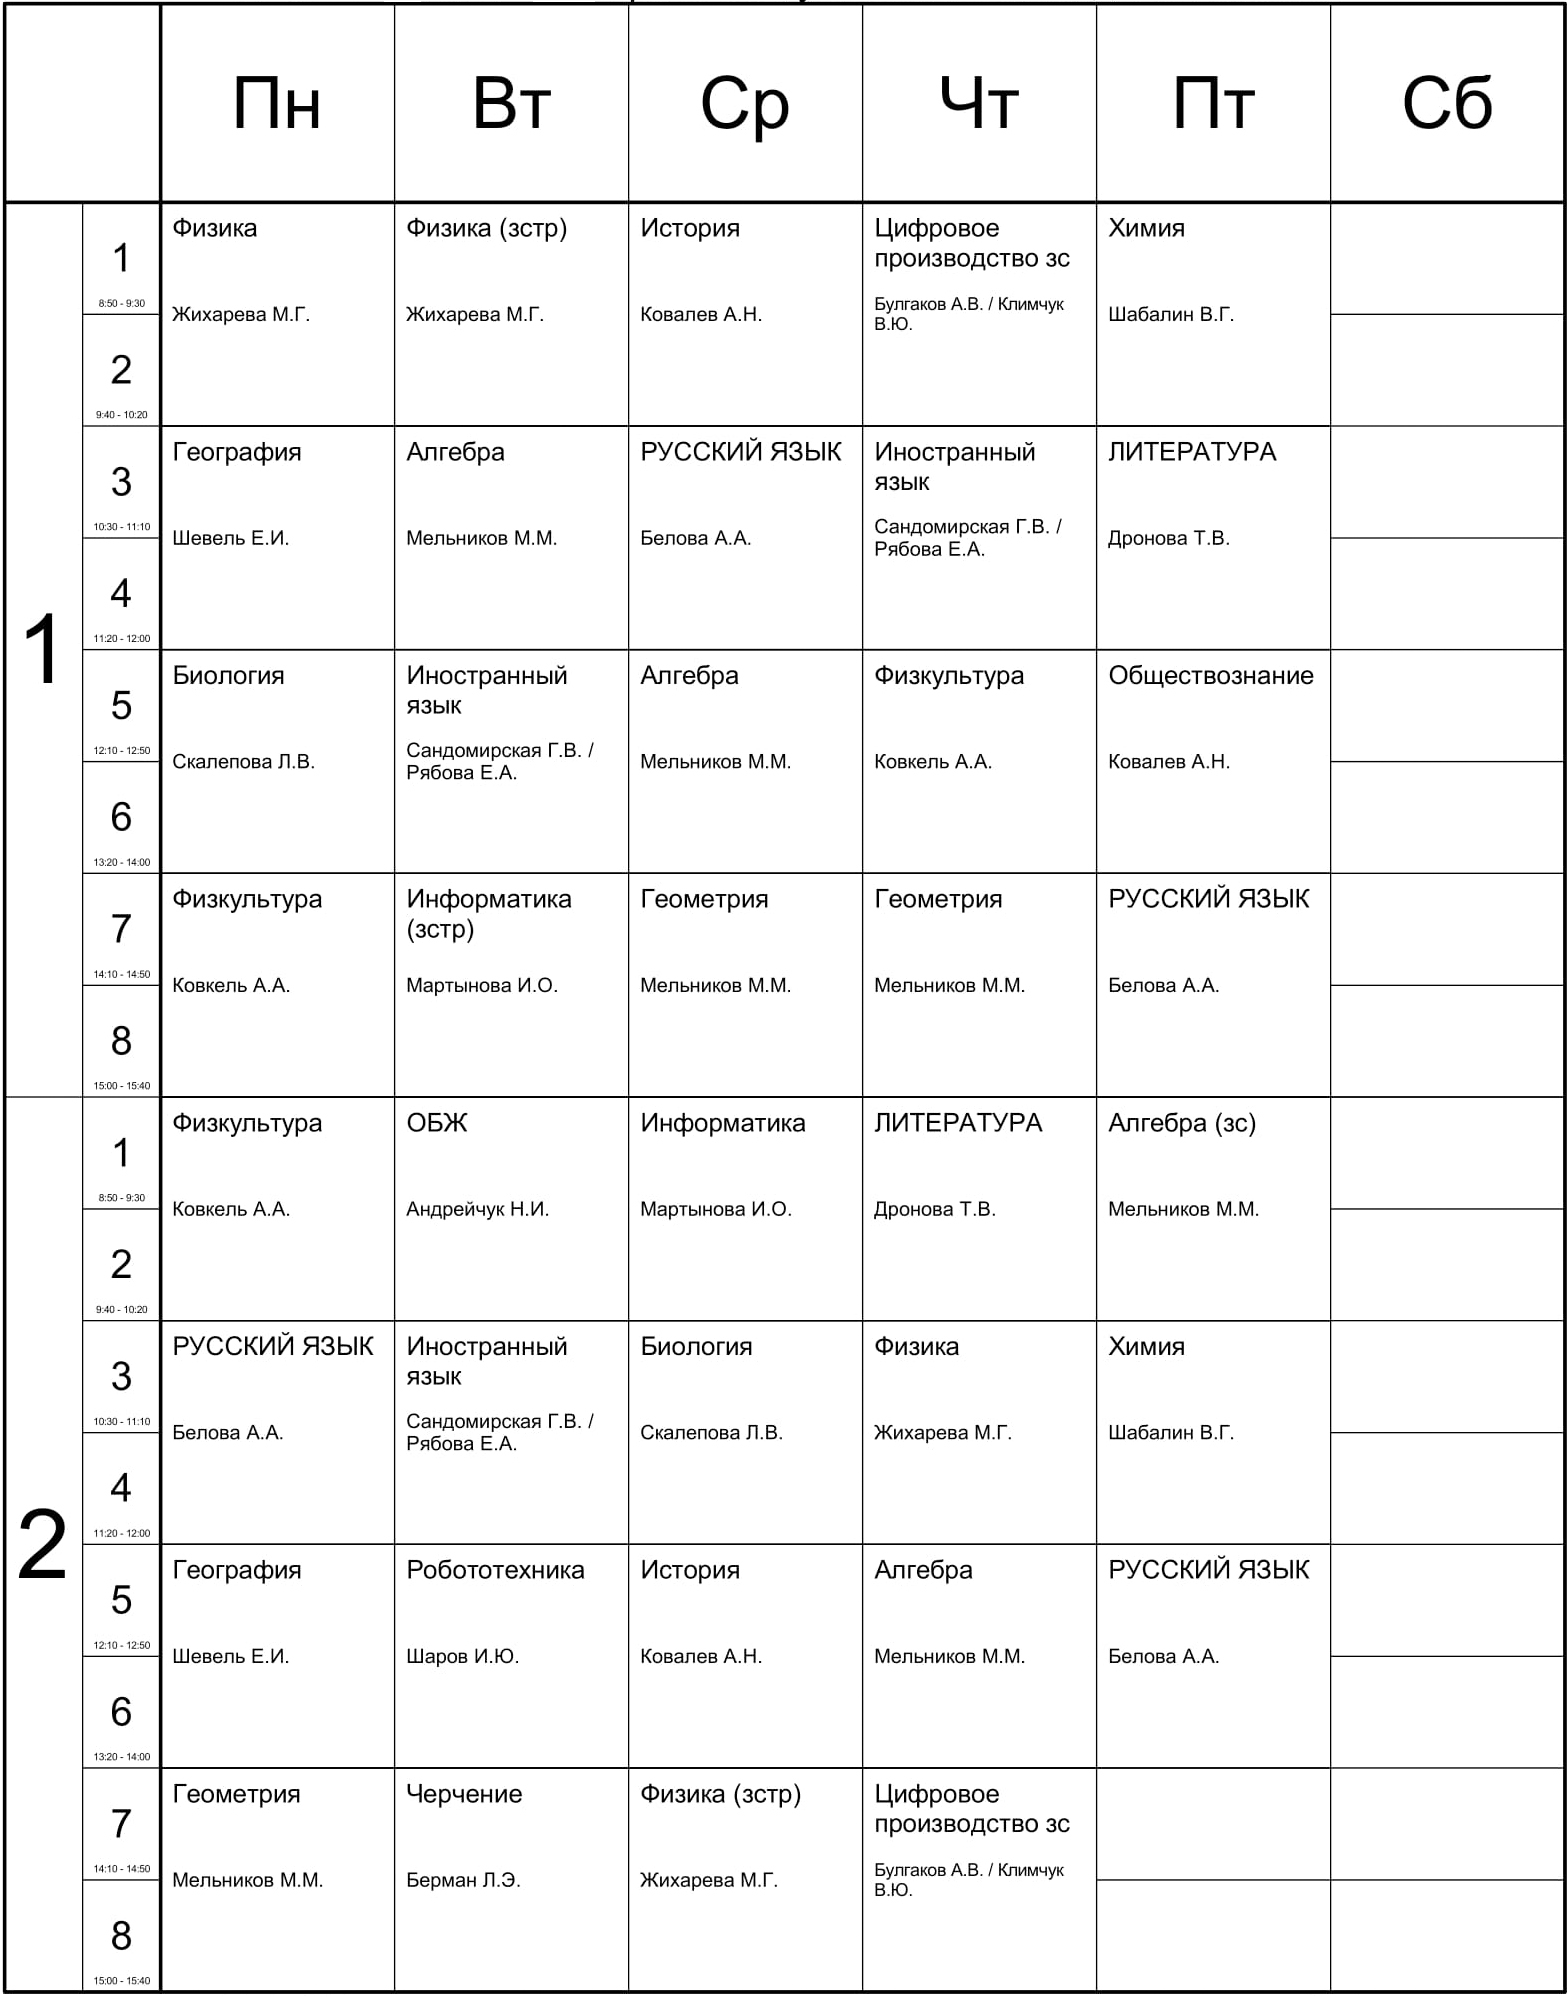 Пн Вт Ср Чт Пт Сб
1
1
8:50 - 9:30
Физика
Жихарева М.Г.
Физика (зстр)
Жихарева М.Г.
История
Ковалев А.Н.
Цифровое
производство зс
Булгаков А.В. / Климчук
В.Ю.
Химия
Шабалин В.Г.
2
9:40 - 10:20
3
10:30 - 11:10
География
Шевель Е.И.
Алгебра
Мельников М.М.
РУССКИЙ ЯЗЫК
Белова А.А.
Иностранный
язык
Сандомирская Г.В. /
Рябова Е.А.
ЛИТЕРАТУРА
Дронова Т.В.
4
11:20 - 12:00
5
12:10 - 12:50
Биология
Скалепова Л.В.
Иностранный
язык
Сандомирская Г.В. /
Рябова Е.А.
Алгебра
Мельников М.М.
Физкультура
Ковкель А.А.
Обществознание
Ковалев А.Н.
6
13:20 - 14:00
7
14:10 - 14:50
Физкультура
Ковкель А.А.
Информатика
(зстр)
Мартынова И.О.
Геометрия
Мельников М.М.
Геометрия
Мельников М.М.
РУССКИЙ ЯЗЫК
Белова А.А.
8
15:00 - 15:40
2
1
8:50 - 9:30
Физкультура
Ковкель А.А.
ОБЖ
Андрейчук Н.И.
Информатика
Мартынова И.О.
ЛИТЕРАТУРА
Дронова Т.В.
Алгебра (зс)
Мельников М.М.
2
9:40 - 10:20
3
10:30 - 11:10
РУССКИЙ ЯЗЫК
Белова А.А.
Иностранный
язык
Сандомирская Г.В. /
Рябова Е.А.
Биология
Скалепова Л.В.
Физика
Жихарева М.Г.
Химия
Шабалин В.Г.
4
11:20 - 12:00
5
12:10 - 12:50
География
Шевель Е.И.
Робототехника
Шаров И.Ю.
История
Ковалев А.Н.
Алгебра
Мельников М.М.
РУССКИЙ ЯЗЫК
Белова А.А.
6
13:20 - 14:00
7
14:10 - 14:50
Геометрия
Мельников М.М.
Черчение
Берман Л.Э.
Физика (зстр)
Жихарева М.Г.
Цифровое
производство зс
Булгаков А.В. / Климчук
В.Ю.
8
15:00 - 15:40